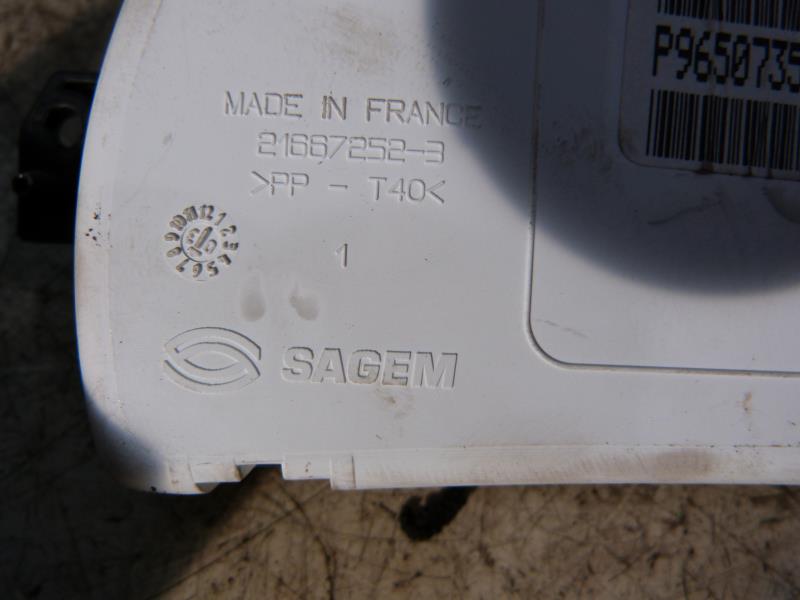 P9650735
MADE IN FRANCE
21667252-3
>PP - T40<
1
SAGEM